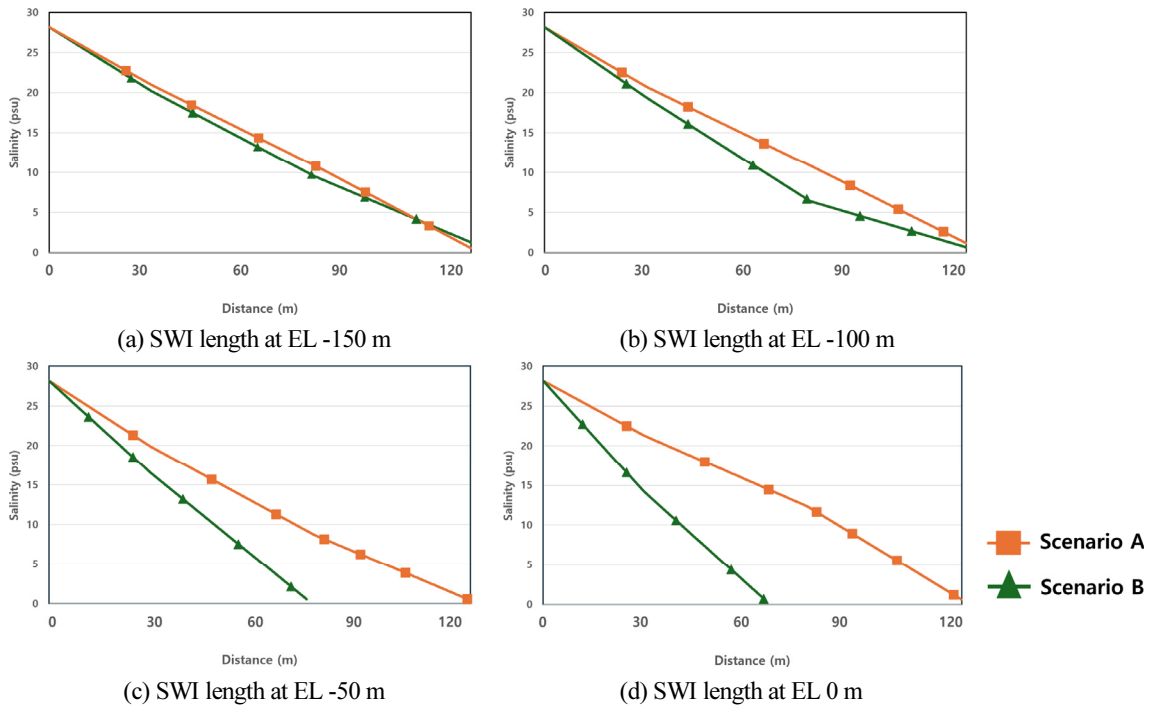 30
25
20
15
10
5
0
Salinity (psu)
0 30 60 90 120
Distance (m)
(a) SWI length at EL -150 m
30
25
20
15
10
5
0
Salinity (psu)
0 30 60 90 120
Distance (m)
(b) SWI length at EL -100 m
30
25
20
15
10
5
0
Salinity (psu)
0 30 60 90 120
Distance (m)
(c) SWI length at EL -50 m
30
25
20
15
10
5
0
Salinity (psu)
0 30 60 90 120
Distance (m)
(d) SWI length at EL 0 m
Scenario A
Scenario B